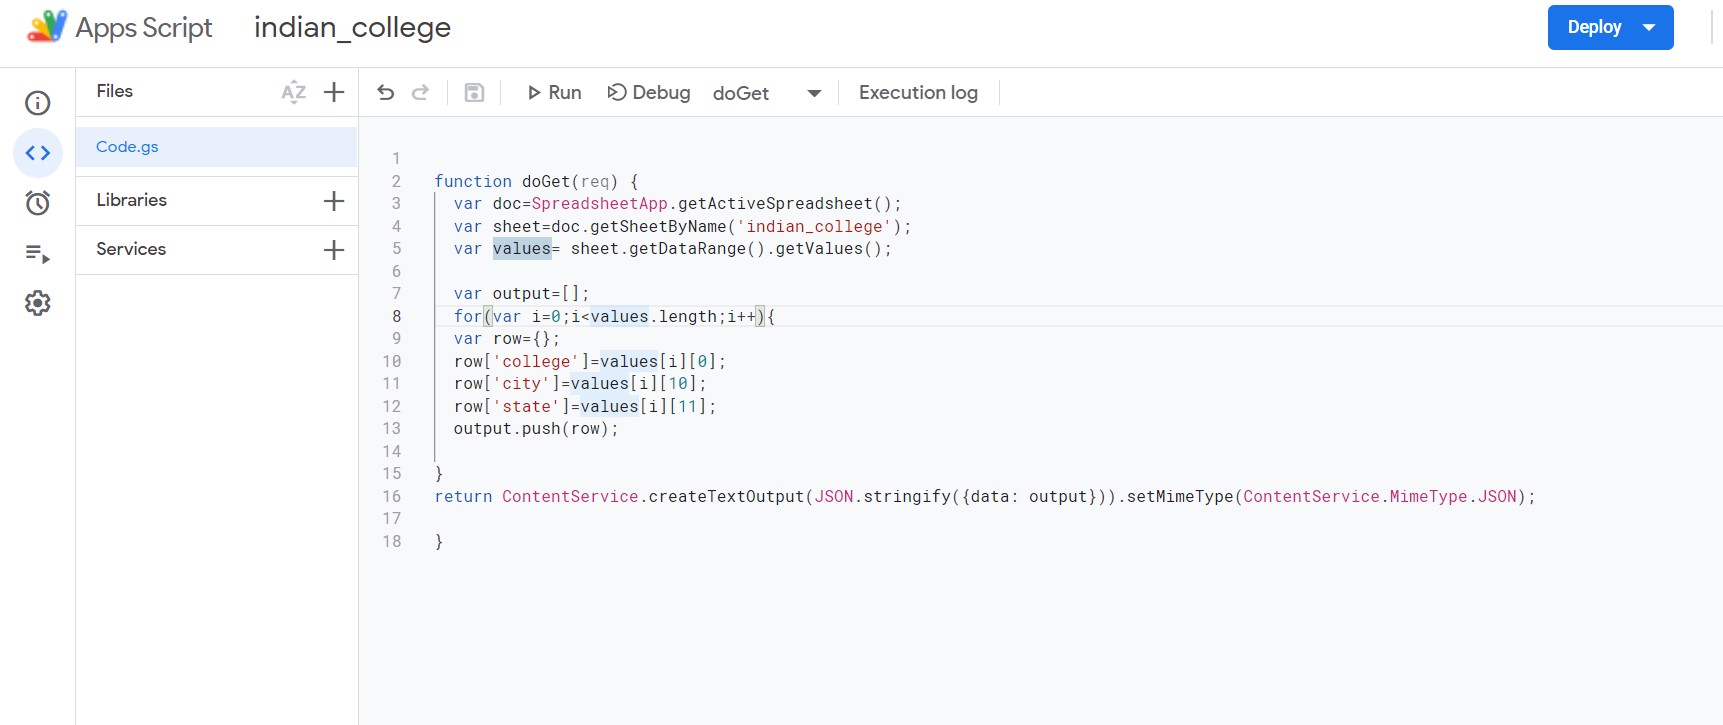 Apps Script indian_college Deploy
Files AZ
Run Debug doGet Execution log
Code.gs
Libraries
Services
1
2 function doGet(req) {
3 var doc=SpreadsheetApp.getActiveSpreadsheet();
4 var sheet=doc.getSheetByName('indian_college');
5 var values= sheet.getDataRange().getValues();
6
7 var output=[];
8 for(var i=0;i<values.length;i++){
9 var row={};
10 row['college']=values[i][0];
11 row['city']=values[i][10];
12 row['state']=values[i][11];
13 output.push(row);
14
15 }
16 return ContentService.createTextOutput(JSON.stringify({data: output})).setMimeType(ContentService.MimeType.JSON);
17
18 }